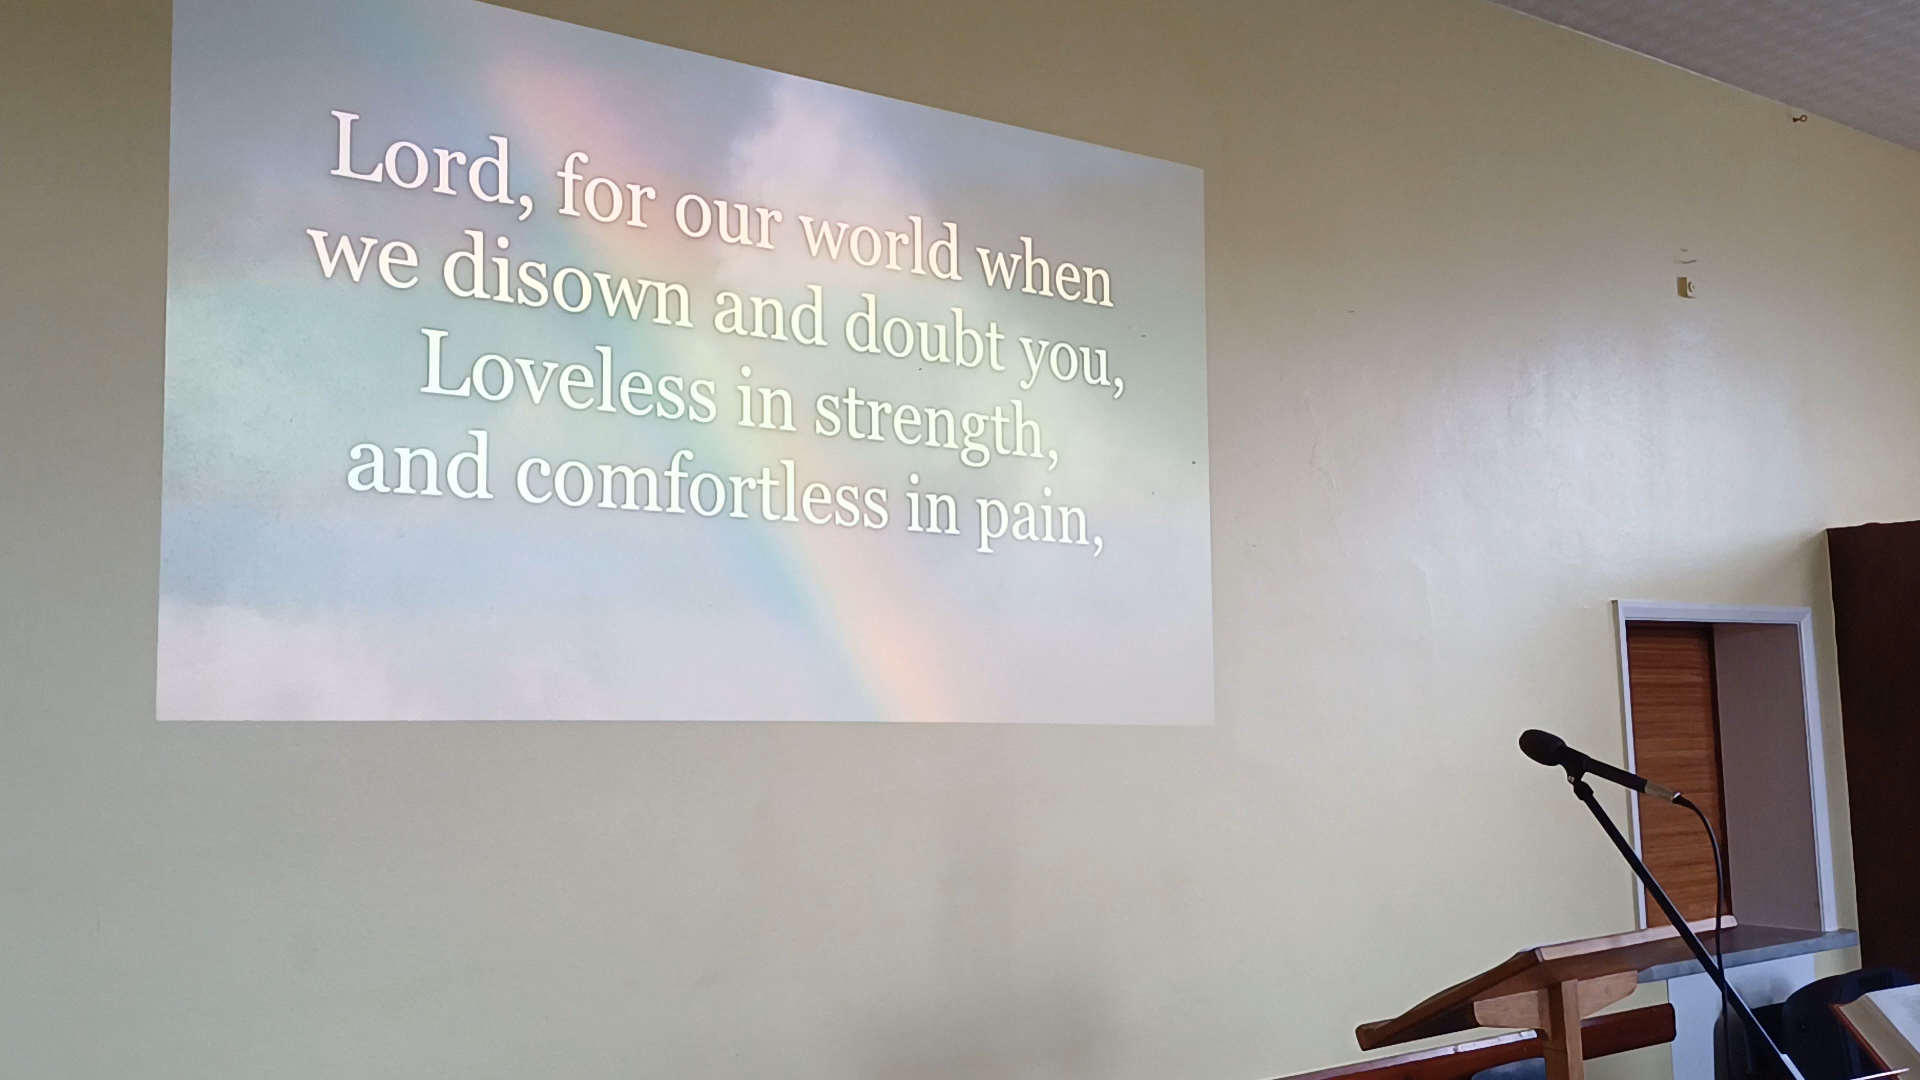 Lord, for our world when
we disown and doubt you,
Loveless in strength,
and comfortless in pain,